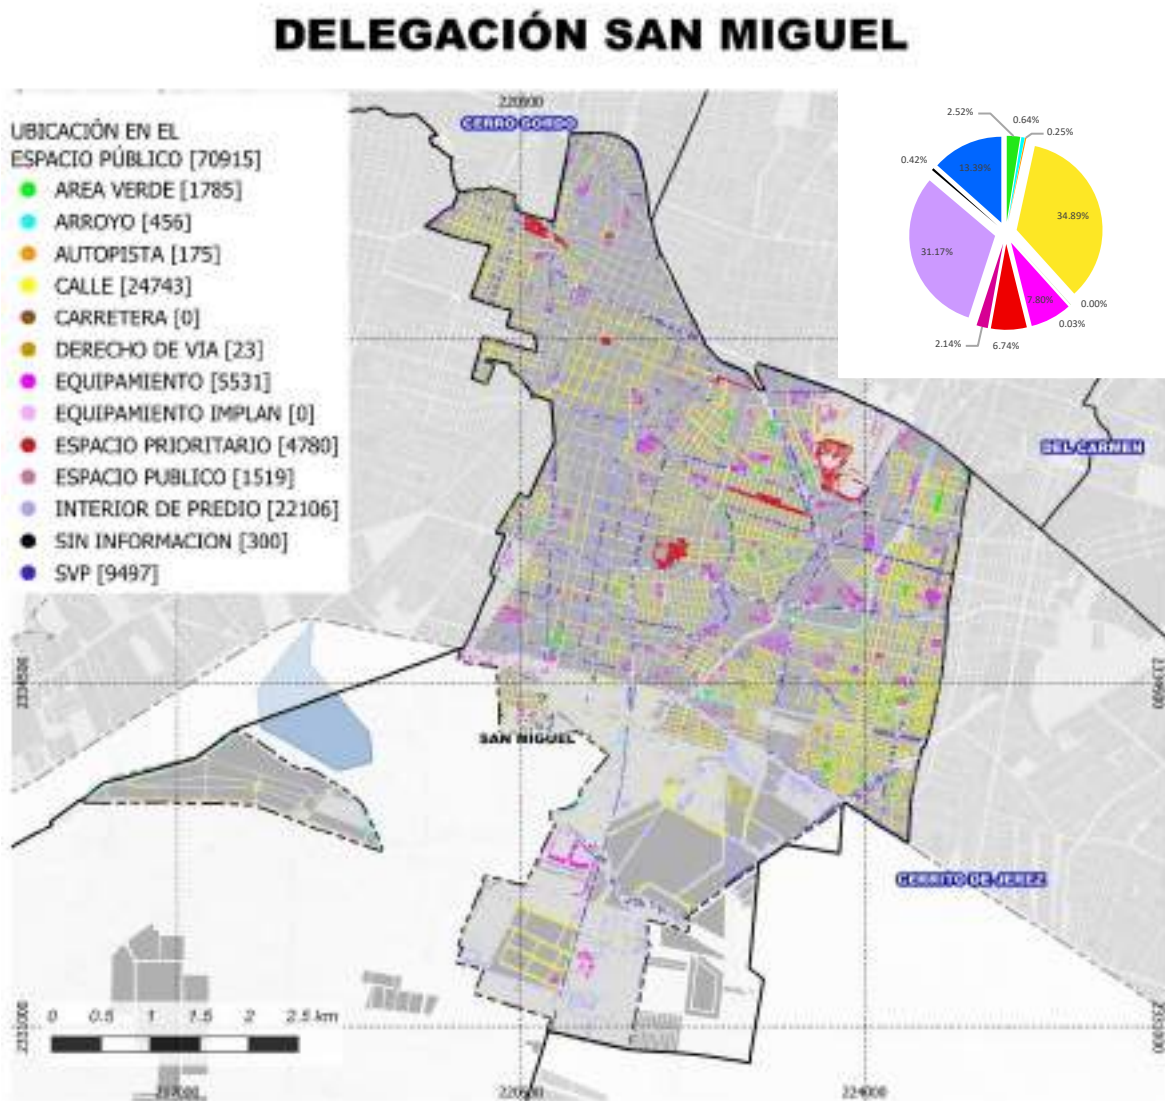 DELEGACIÓN SAN MIGUEL
UBICACIÓN EN EL
ESPACIO PÚBLICO [70915]
AREA VERDE [1785]
ARROYO [456]
AUTOPISTA [175]
CALLE [24743]
CARRETERA [0]
DERECHO DE VIA [23]
EQUIPAMIENTO [5531]
EQUIPAMIENTO IMPLAN [0]
ESPACIO PRIORITARIO [4780]
ESPACIO PUBLICO [1519]
INTERIOR DE PREDIO [22106]
SIN INFORMACION [300]
SVP [9497]
CERRO GORDO
2.52%
0.64%
0.25%
0.42%
13.39%
34.89%
31.17%
7.80%
0.00%
0.03%
2.14%
6.74%
DEL CARMEN
SAN MIGUEL
CERRITO DE JEREZ
0 0.5 1 1.5 2 2.5 km
224000